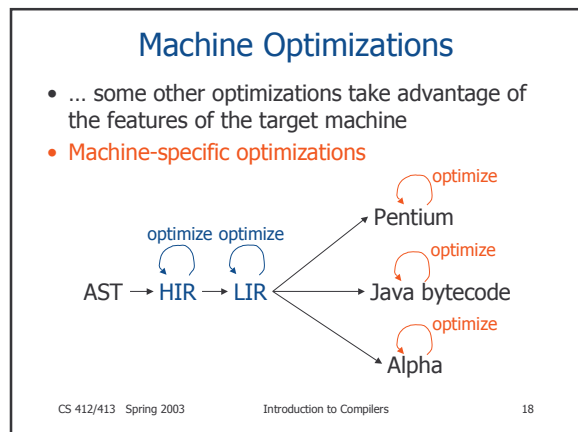 Machine Optimizations
• ... some other optimizations take advantage of
the features of the target machine
• Machine-specific optimizations
optimize
Pentium
optimize optimize
optimize
AST HIR LIR Java bytecode
optimize
Alpha
CS 412/413 Spring 2003 Introduction to Compilers 18